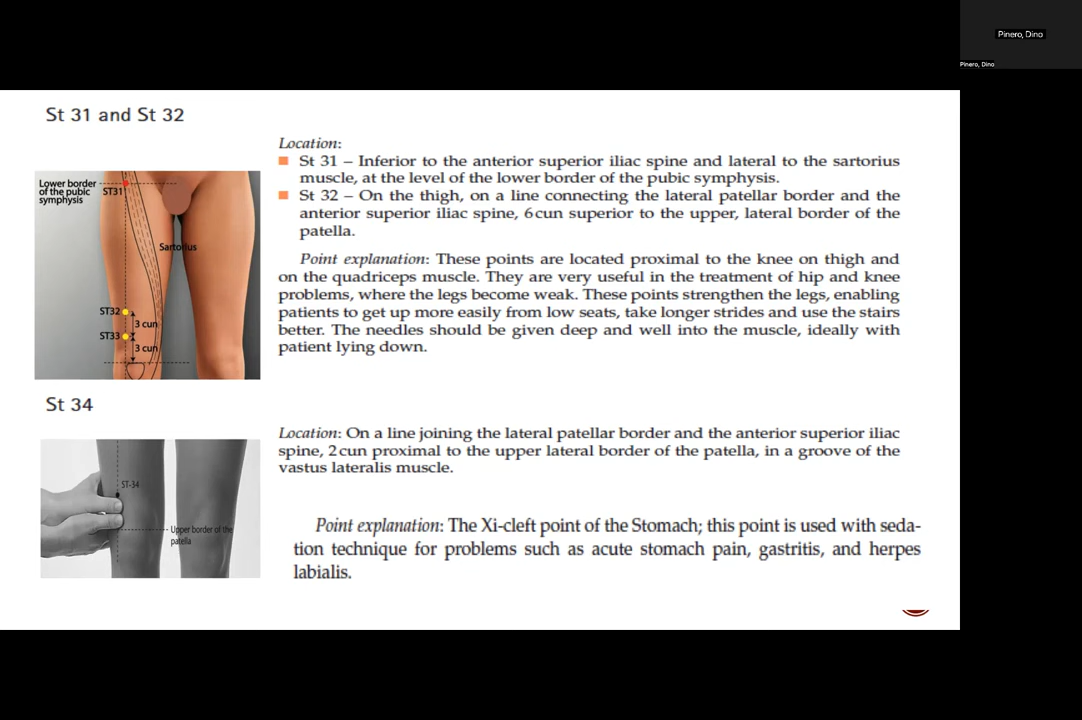 Pinero, Dino
Pinero, Dino
St 31 and St 32
Location:
St 31 – Inferior to the anterior superior iliac spine and lateral to the sartorius
muscle, at the level of the lower border of the pubic symphysis.
St 32 – On the thigh, on a line connecting the lateral patellar border and the
anterior superior iliac spine, 6 cun superior to the upper, lateral border of the
patella.
Point explanation: These points are located proximal to the knee on thigh and
on the quadriceps muscle. They are very useful in the treatment of hip and knee
problems, where the legs become weak. These points strengthen the legs, enabling
patients to get up more easily from low seats, take longer strides and use the stairs
better. The needles should be given deep and well into the muscle, ideally with
patient lying down.
Lower border
of the pubic
symphysis
ST31
Sartorius
ST32
3 cun
ST33
3 cun
St 34
Location: On a line joining the lateral patellar border and the anterior superior iliac
spine, 2 cun proximal to the upper lateral border of the patella, in a groove of the
vastus lateralis muscle.
ST-34
Upper border of the
patella
Point explanation: The Xi-cleft point of the Stomach; this point is used with seda-
tion technique for problems such as acute stomach pain, gastritis, and herpes
labialis.